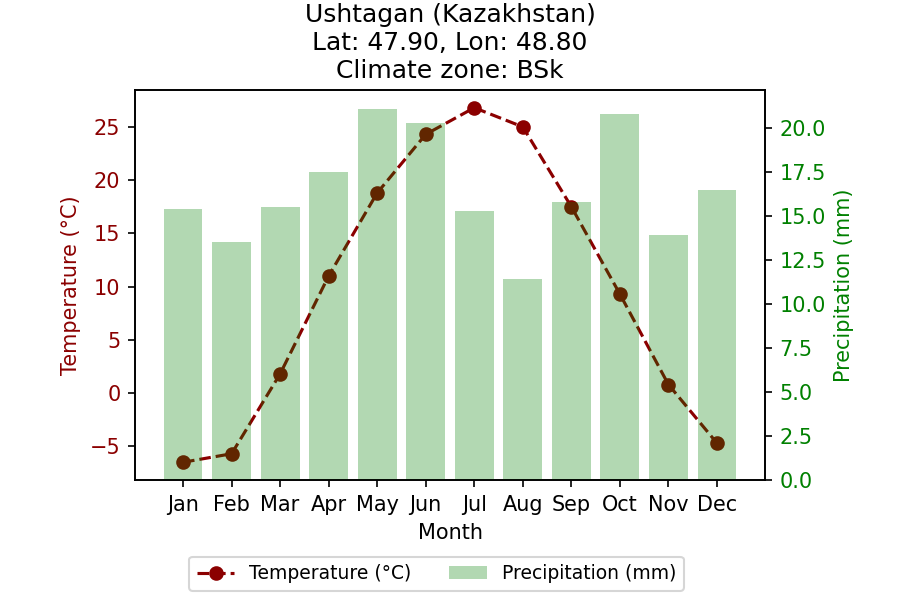 Ushtagan (Kazakhstan)
Lat: 47.90, Lon: 48.80
Climate zone: BSk
Temperature (°C)
25
20
15
10
5
0
−5
20.0
17.5
15.0
12.5
10.0
7.5
5.0
2.5
0.0
Precipitation (mm)
Jan Feb Mar Apr May Jun Jul Aug Sep Oct Nov Dec
Month
Temperature (°C) Precipitation (mm)